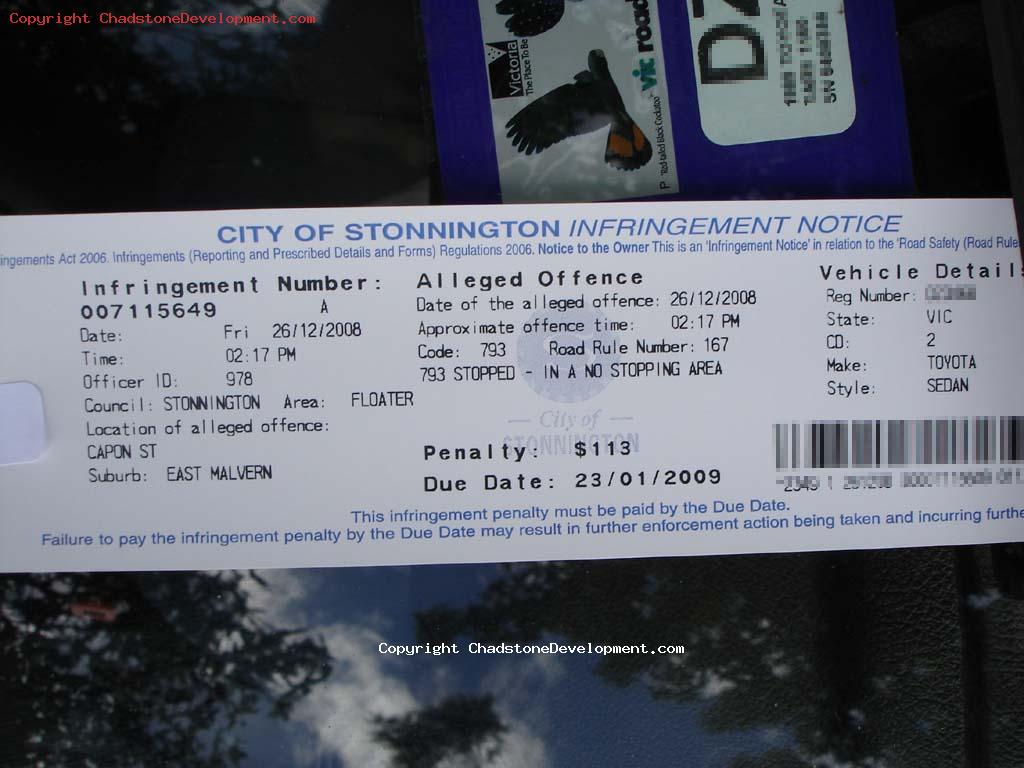 Copyright ChadstoneDevelopment.com
Victoria
The Place To Be
vic road
P "Red-tailed Black Cockatoo"
D
CITY OF STONNINGTON INFRINGEMENT NOTICE
ingements Act 2006. Infringements (Reporting and Prescribed Details and Forms) Regulations 2006. Notice to the Owner This is an 'Infringement Notice' in relation to the 'Road Safety (Road Rule
Infringement Number:
007115649 A
Date: Fri 26/12/2008
Time: 02:17 PM
Officer ID: 978
Council: STONNINGTON Area: FLOATER
Location of alleged offence:
CAPON ST
Suburb: EAST MALVERN
Alleged Offence
Date of the alleged offence: 26/12/2008
Approximate offence time: 02:17 PM
Code: 793 Road Rule Number: 167
793 STOPPED - IN A NO STOPPING AREA
City of
STONNINGTON
Penalty: $113
Due Date: 23/01/2009
Vehicle Details
Reg Number:
State: VIC
CD: 2
Make: TOYOTA
Style: SEDAN
This infringement penalty must be paid by the Due Date.
Failure to pay the infringement penalty by the Due Date may result in further enforcement action being taken and incurring furthe
Copyright ChadstoneDevelopment.com